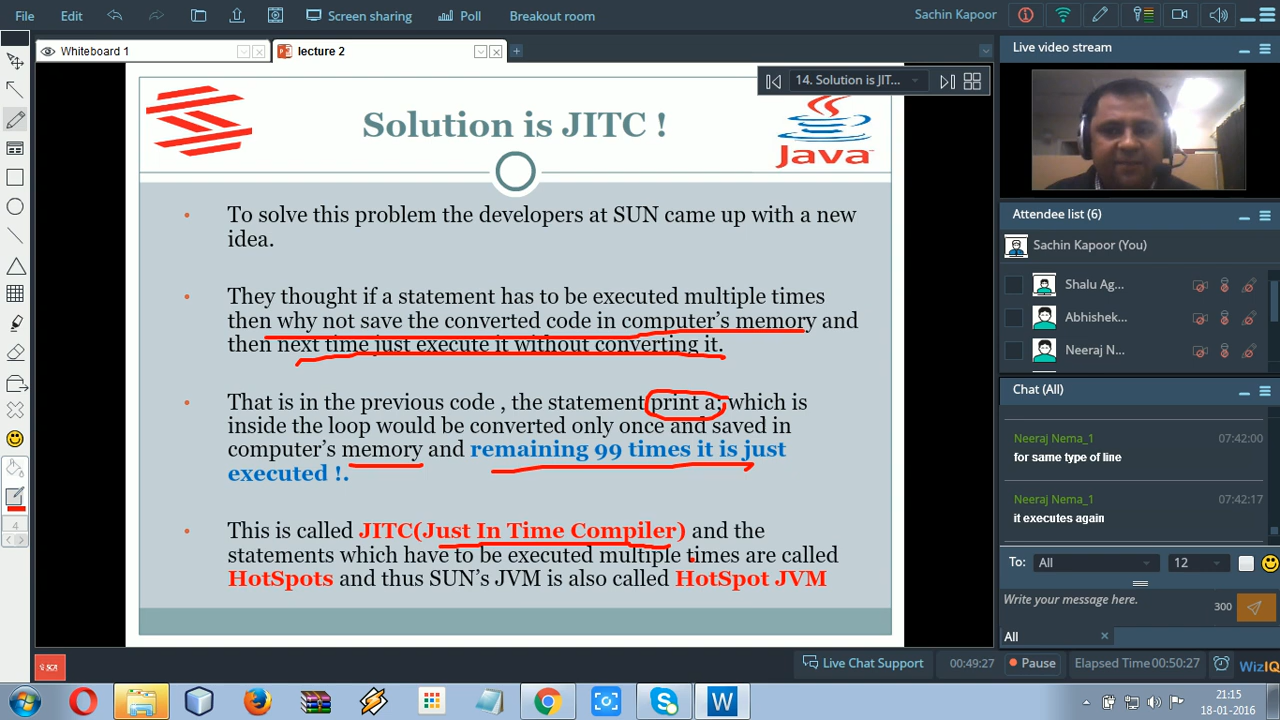 File Edit Screen sharing Poll Breakout room Sachin Kapoor
Whiteboard 1 lecture 2
Live video stream
14. Solution is JIT...
Solution is JITC !
Java
To solve this problem the developers at SUN came up with a new
idea.
They thought if a statement has to be executed multiple times
then why not save the converted code in computer's memory and
then next time just execute it without converting it.
That is in the previous code , the statement print a; which is
inside the loop would be converted only once and saved in
computer's memory and remaining 99 times it is just
executed !.
This is called JITC(Just In Time Compiler) and the
statements which have to be executed multiple times are called
HotSpots and thus SUN's JVM is also called HotSpot JVM
Attendee list (6)
Sachin Kapoor (You)
Shalu Ag...
Abhishek...
Neeraj N...
Chat (All)
Neeraj Nema_1 07:42:00
for same type of line
Neeraj Nema_1 07:42:17
it executes again
To: All 12
Write your message here.
300
All
4
SCA
Live Chat Support 00:49:27 Pause Elapsed Time 00:50:27 WizIQ
W
21:15
18-01-2016